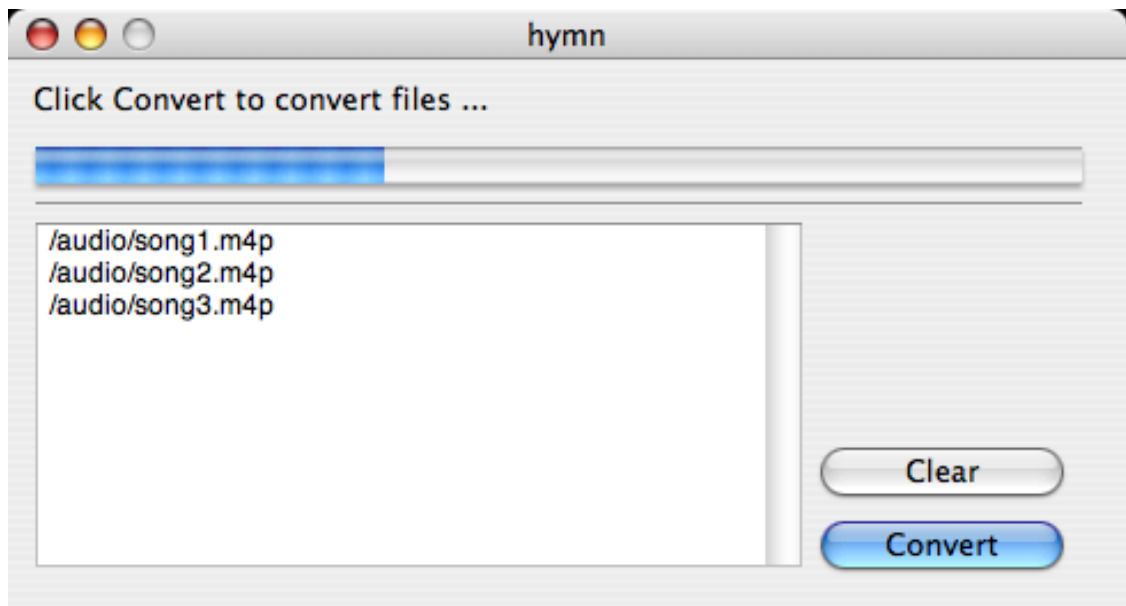 hymn
Click Convert to convert files ...
/audio/song1.m4p
/audio/song2.m4p
/audio/song3.m4p
Clear
Convert